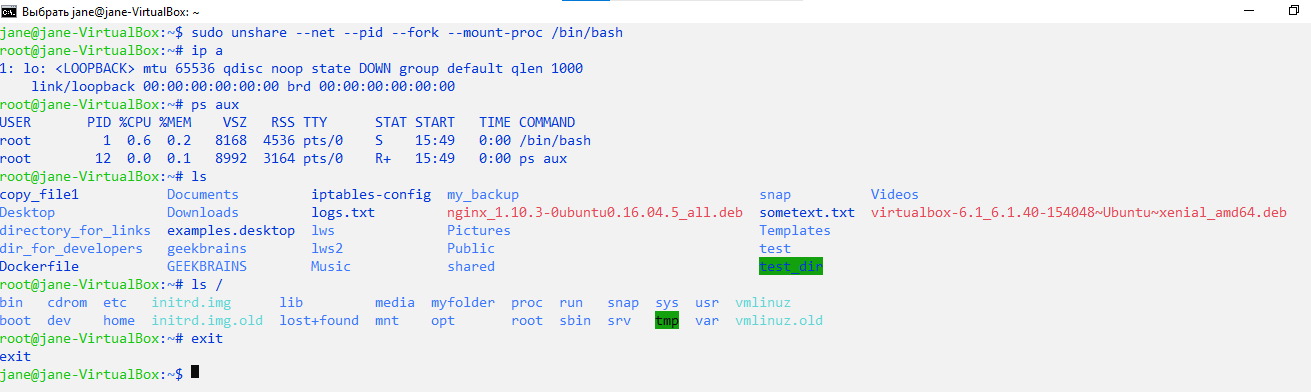 Выбрать jane@jane-VirtualBox: ~
jane@jane-VirtualBox:~$ sudo unshare --net --pid --fork --mount-proc /bin/bash
root@jane-VirtualBox:~# ip a
1: lo: <LOOPBACK> mtu 65536 qdisc noop state DOWN group default qlen 1000
    link/loopback 00:00:00:00:00:00 brd 00:00:00:00:00:00
root@jane-VirtualBox:~# ps aux
USER       PID %CPU %MEM    VSZ   RSS TTY      STAT START   TIME COMMAND
root         1  0.6  0.2   8168  4536 pts/0    S    15:49   0:00 /bin/bash
root        12  0.0  0.1   8992  3164 pts/0    R+   15:49   0:00 ps aux
root@jane-VirtualBox:~# ls
copy_file1           Documents         iptables-config  my_backup                              snap          Videos
Desktop              Downloads         logs.txt         nginx_1.10.3-0ubuntu0.16.04.5_all.deb  sometext.txt  virtualbox-6.1_6.1.40-154048~Ubuntu~xenial_amd64.deb
directory_for_links  examples.desktop  lws              Pictures                               Templates
dir_for_developers   geekbrains        lws2             Public                                 test
Dockerfile           GEEKBRAINS        Music            shared                                 test_dir
root@jane-VirtualBox:~# ls /
bin   cdrom  etc   initrd.img      lib         media  myfolder  proc  run   snap  sys  usr  vmlinuz
boot  dev    home  initrd.img.old  lost+found  mnt    opt       root  sbin  srv   tmp  var  vmlinuz.old
root@jane-VirtualBox:~# exit
exit
jane@jane-VirtualBox:~$